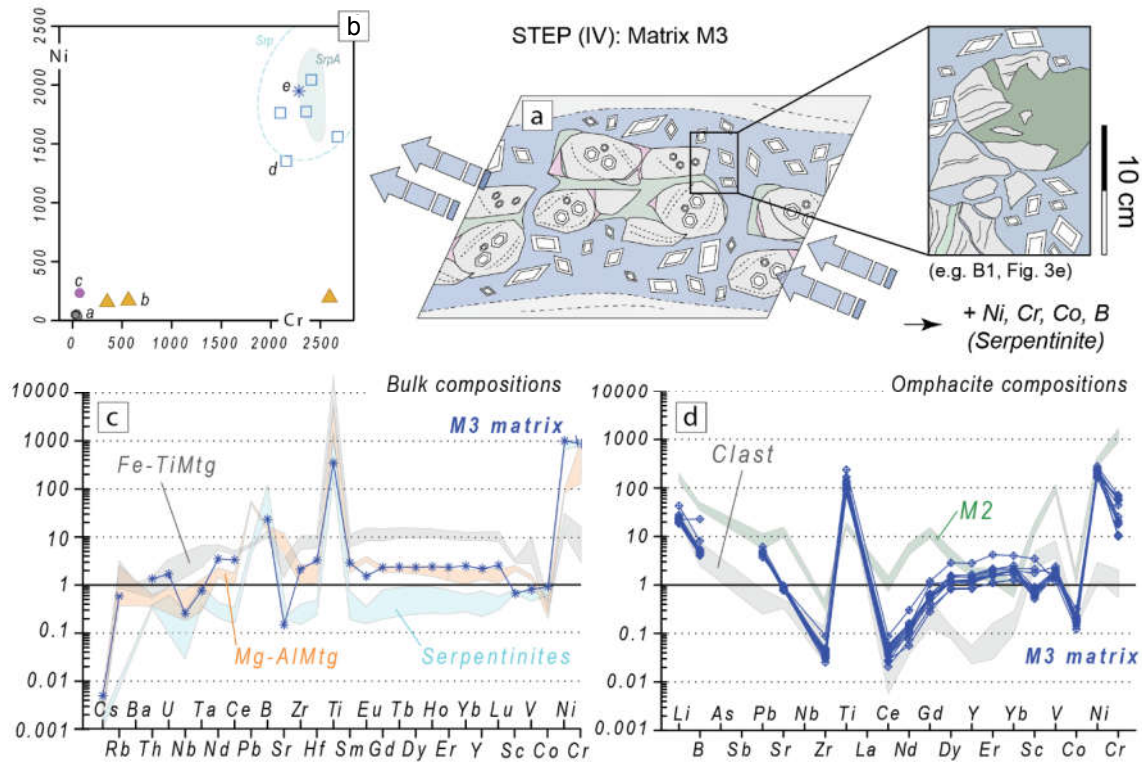 b
2500
Ni
Srp
SrpA
2000
e
1500
d
1000
500
c
b
a
0
Cr
0 500 1000 1500 2000 2500
STEP (IV): Matrix M3
a
10 cm
(e.g. B1, Fig. 3e)
+ Ni, Cr, Co, B
(Serpentinite)
Bulk compositions
10000
c
M3 matrix
1000
Fe-TiMtg
100
10
1
0.1
Mg-AlMtg
Serpentinites
0.01
0.001
Cs Ba U Ta Ce B Zr Ti Eu Tb Ho Yb Lu V Ni
Rb Th Nb Nd Pb Sr Hf Sm Gd Dy Er Y Sc Co Cr
Omphacite compositions
10000
d
1000
Clast
100
M2
10
1
0.1
M3 matrix
0.01
0.001
Li As Pb Nb Ti Ce Gd Y Yb V Ni
B Sb Sr Zr La Nd Dy Er Sc Co Cr